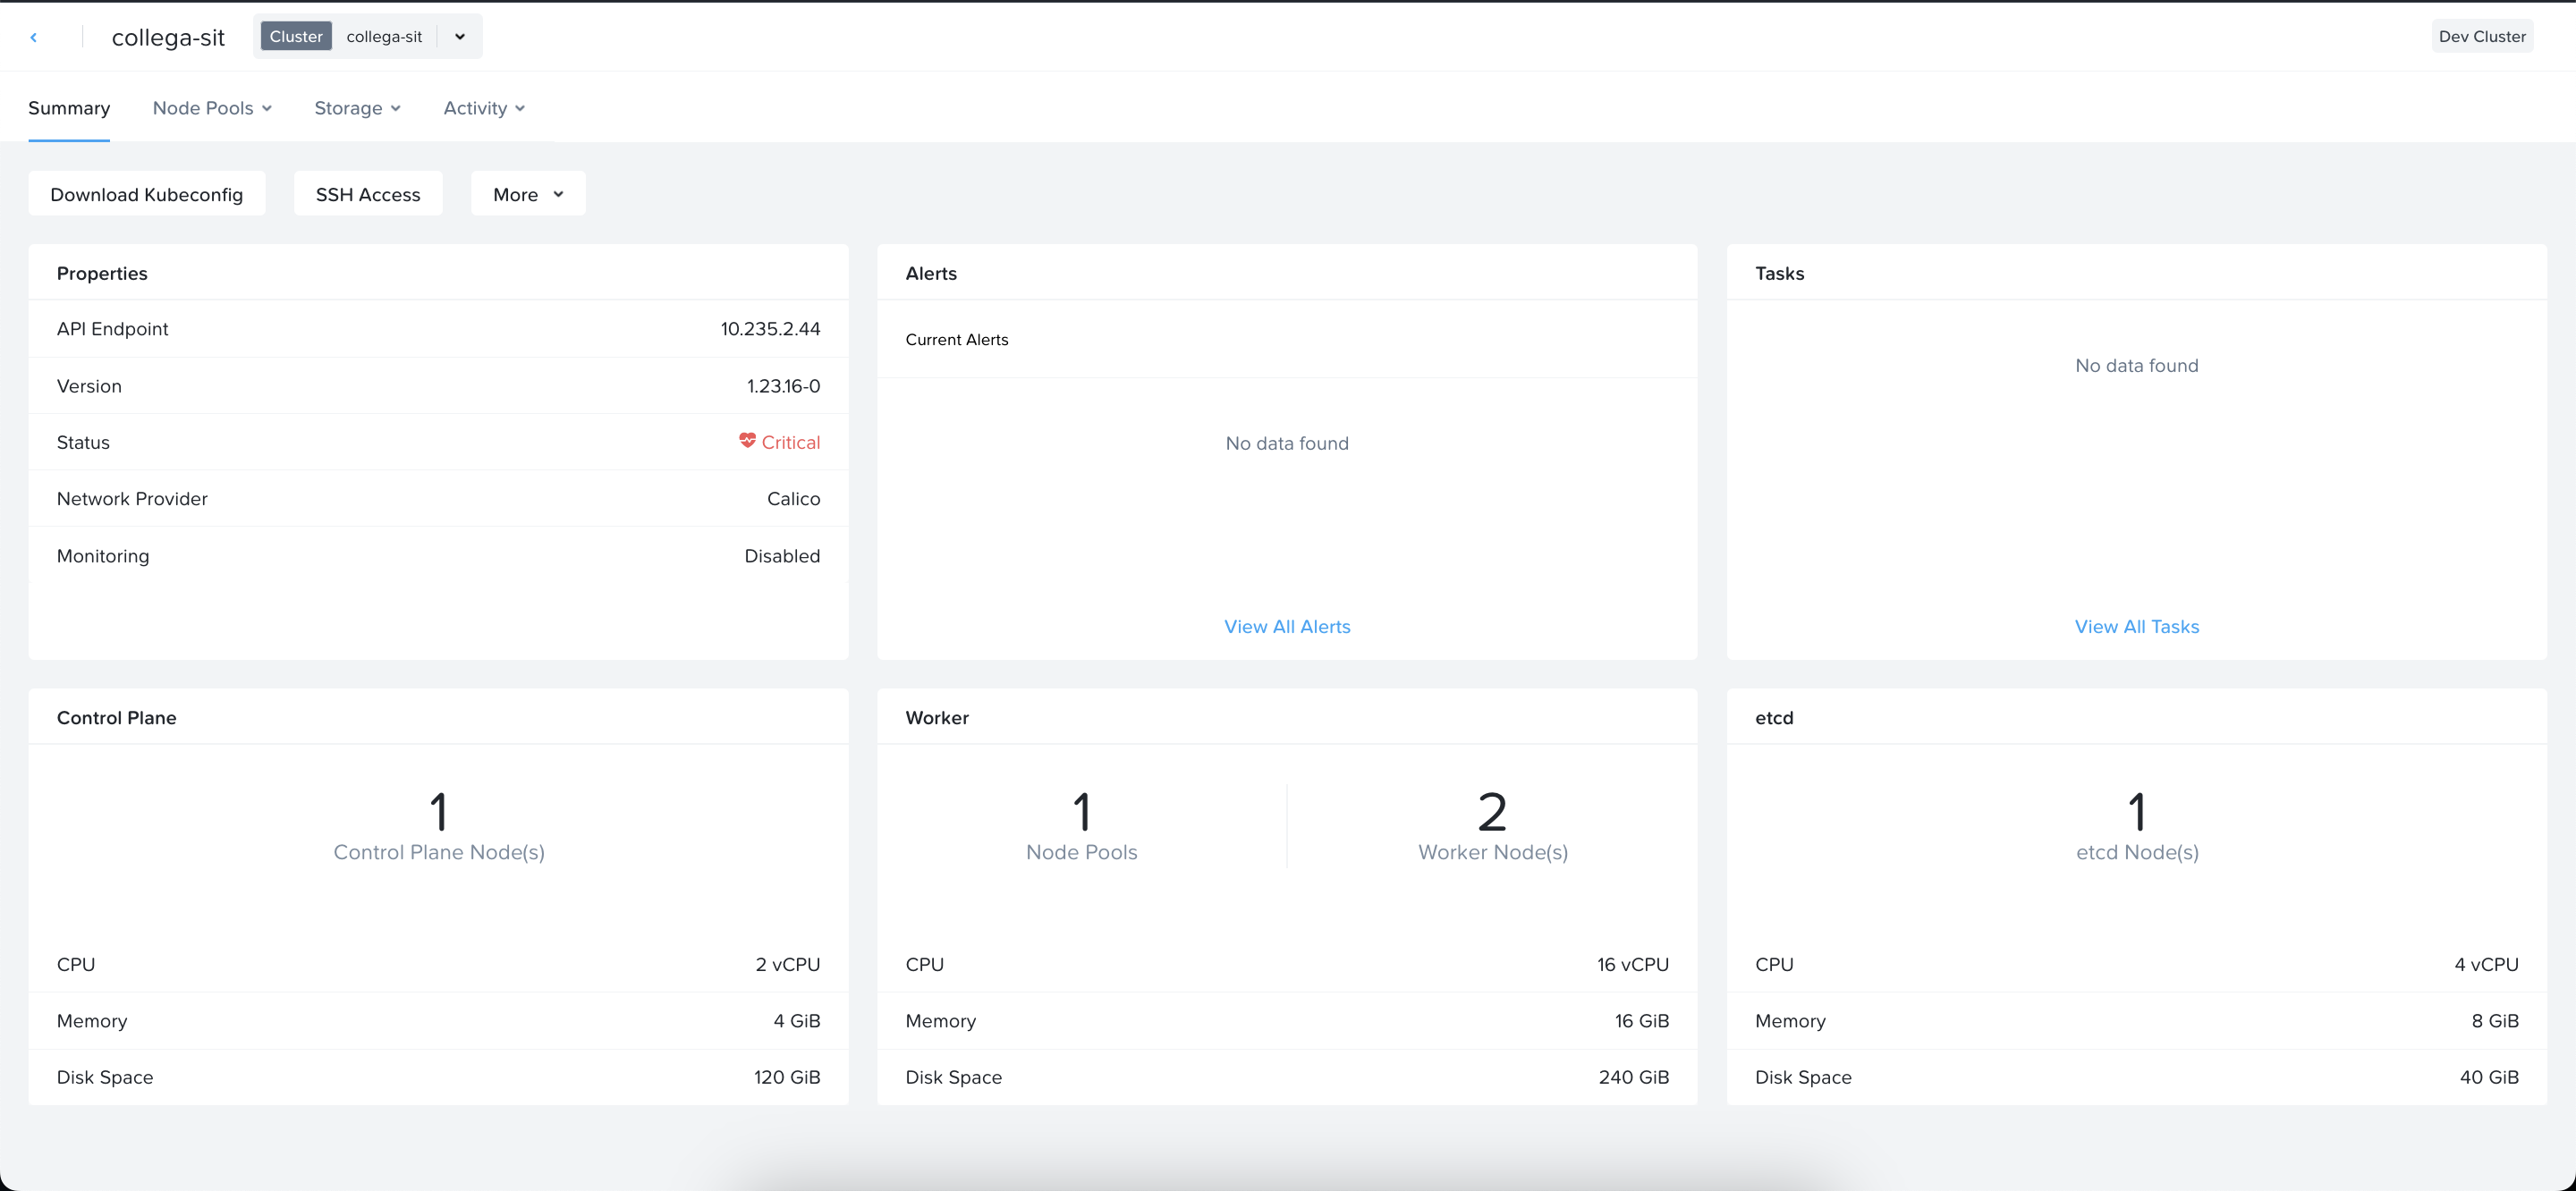 collega-sit
Cluster collega-sit
Dev Cluster
Summary
Node Pools
Storage
Activity
Download Kubeconfig
SSH Access
More
Properties
API Endpoint 10.235.2.44
Version 1.23.16-0
Status Critical
Network Provider Calico
Monitoring Disabled
Alerts
Current Alerts
No data found
View All Alerts
Tasks
No data found
View All Tasks
Control Plane
1
Control Plane Node(s)
CPU 2 vCPU
Memory 4 GiB
Disk Space 120 GiB
Worker
1
Node Pools
2
Worker Node(s)
CPU 16 vCPU
Memory 16 GiB
Disk Space 240 GiB
etcd
1
etcd Node(s)
CPU 4 vCPU
Memory 8 GiB
Disk Space 40 GiB